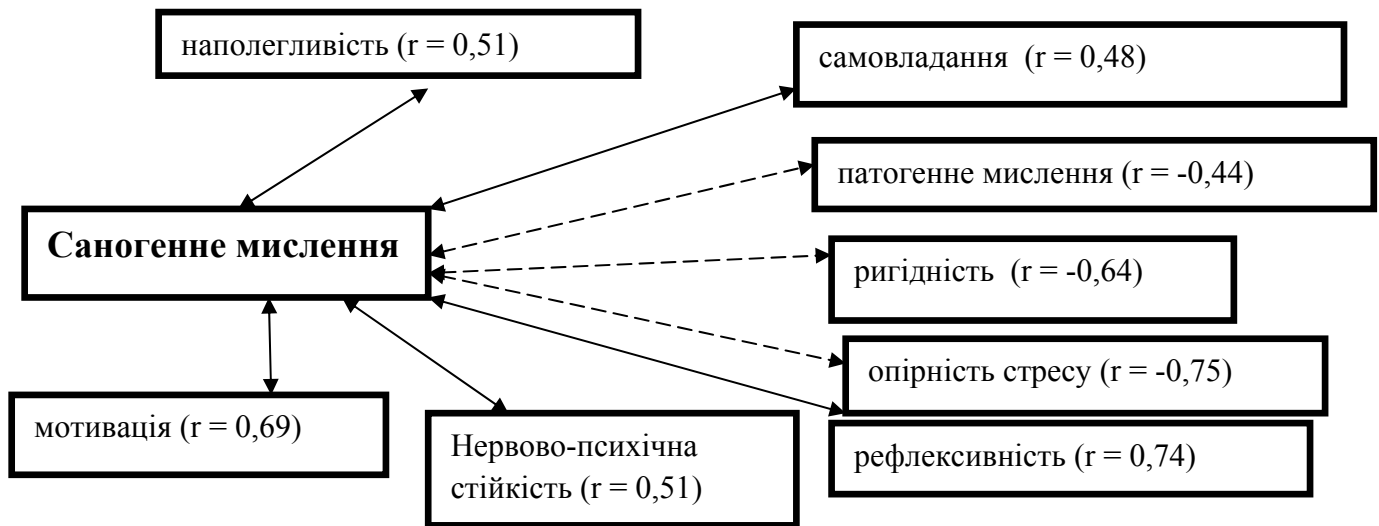 наполегливість (r = 0,51)
самовладання (r = 0,48)
патогенне мислення (r = -0,44)
Саногенне мислення
ригідність (r = -0,64)
опірність стресу (r = -0,75)
мотивація (r = 0,69)
Нервово-психічна
стійкість (r = 0,51)
рефлексивність (r = 0,74)